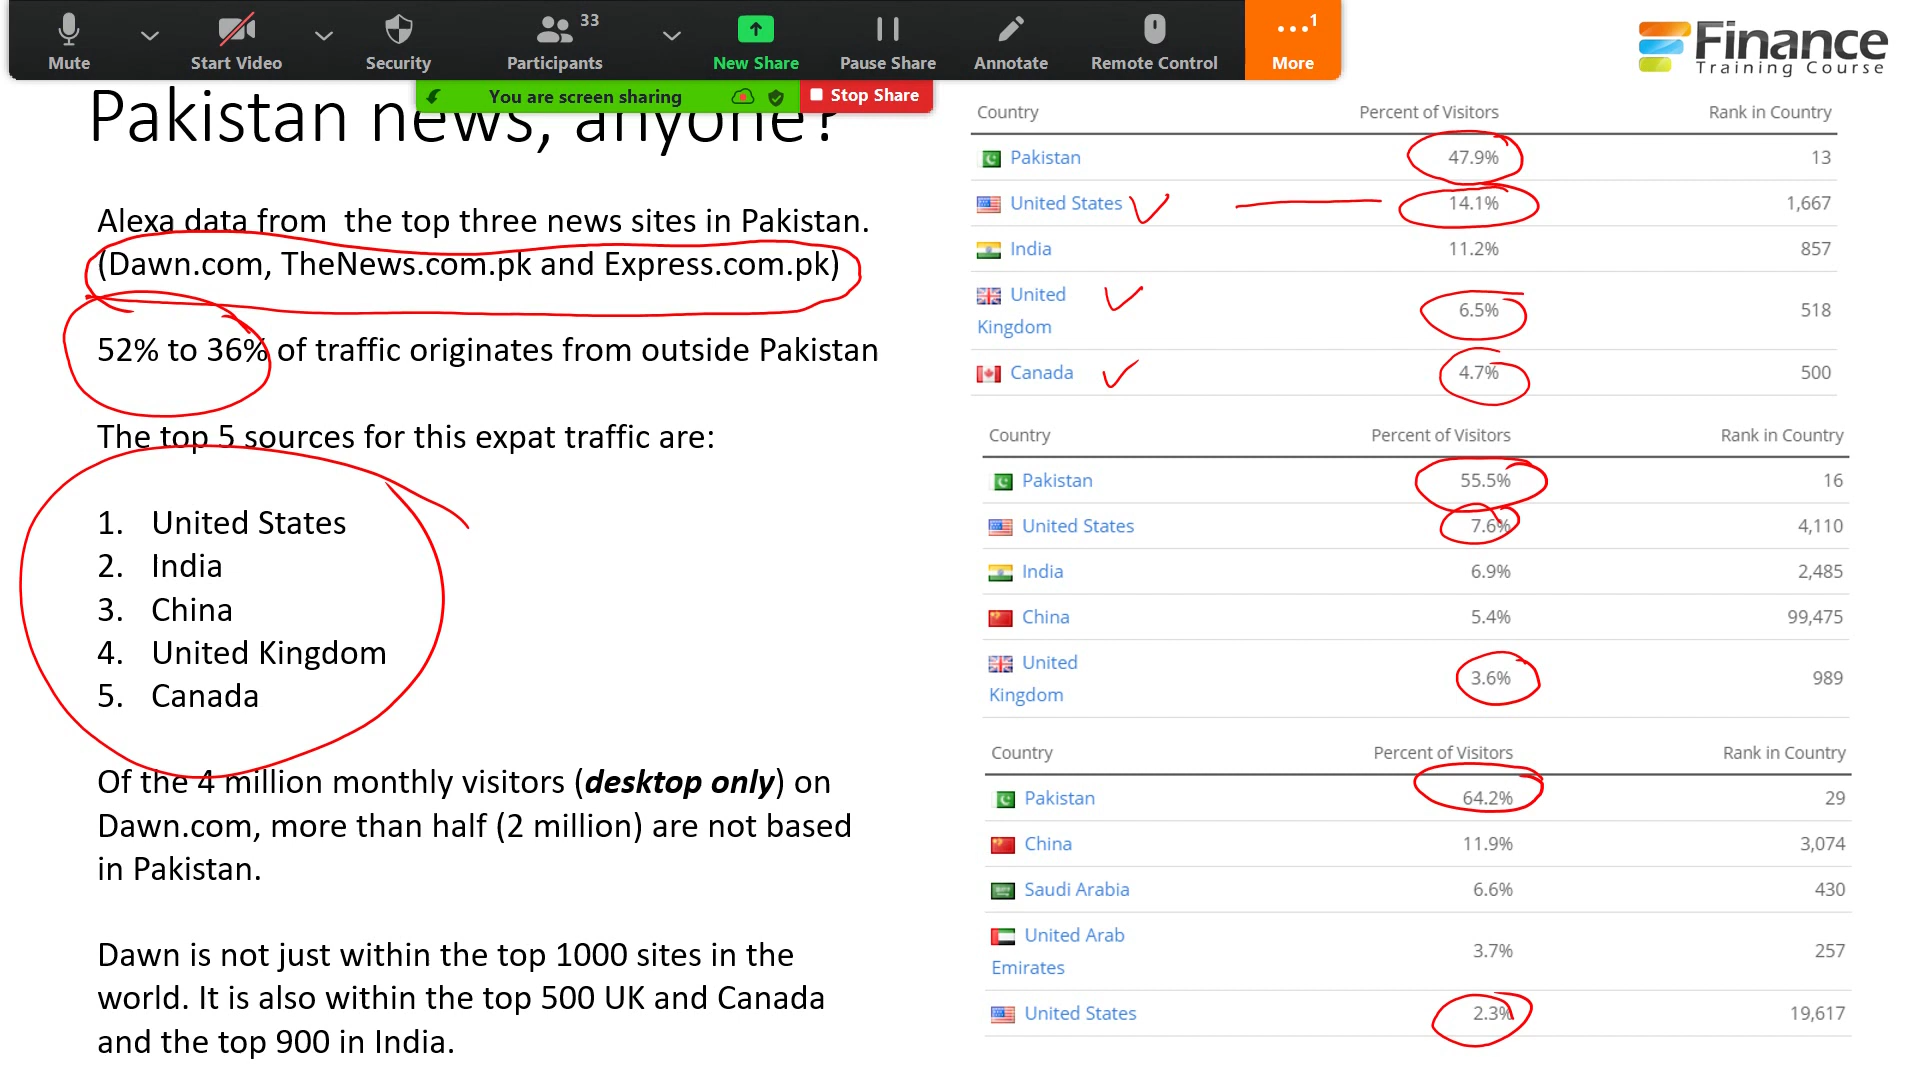 Mute
Start Video
Security
Participants
33
New Share
Pause Share
Annotate
Remote Control
1
More
You are screen sharing
Stop Share
Finance
Training Course
Pakistan news, anyone?
Alexa data from  the top three news sites in Pakistan.
(Dawn.com, TheNews.com.pk and Express.com.pk)
52% to 36% of traffic originates from outside Pakistan
The top 5 sources for this expat traffic are:
1. United States
2. India
3. China
4. United Kingdom
5. Canada
Of the 4 million monthly visitors (desktop only) on
Dawn.com, more than half (2 million) are not based
in Pakistan.
Dawn is not just within the top 1000 sites in the
world. It is also within the top 500 UK and Canada
and the top 900 in India.
Country Percent of Visitors Rank in Country
Pakistan 47.9% 13
United States 14.1% 1,667
India 11.2% 857
United
Kingdom 6.5% 518
Canada 4.7% 500
Country Percent of Visitors Rank in Country
Pakistan 55.5% 16
United States 7.6% 4,110
India 6.9% 2,485
China 5.4% 99,475
United
Kingdom 3.6% 989
Country Percent of Visitors Rank in Country
Pakistan 64.2% 29
China 11.9% 3,074
Saudi Arabia 6.6% 430
United Arab
Emirates 3.7% 257
United States 2.3% 19,617